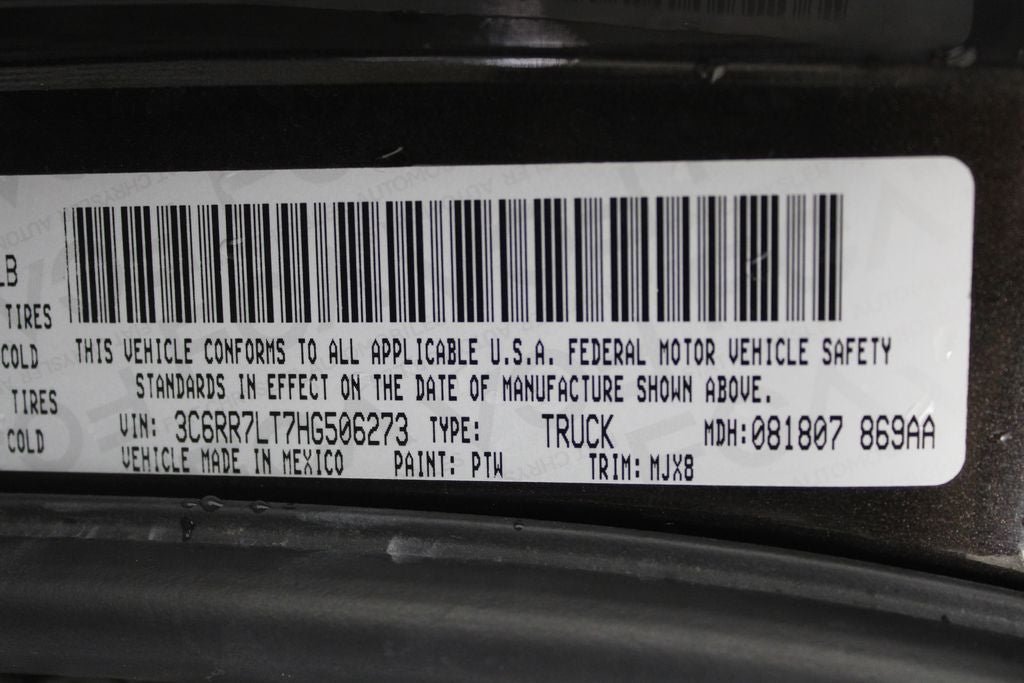 LB
TIRES
COLD
THIS VEHICLE CONFORMS TO ALL APPLICABLE U.S.A. FEDERAL MOTOR VEHICLE SAFETY
TIRES
STANDARDS IN EFFECT ON THE DATE OF MANUFACTURE SHOWN ABOVE.
COLD
VIN: 3C6RR7LT7HG506273 TYPE: TRUCK MDH:081807 869AA
VEHICLE MADE IN MEXICO PAINT: PTW TRIM: MJX8